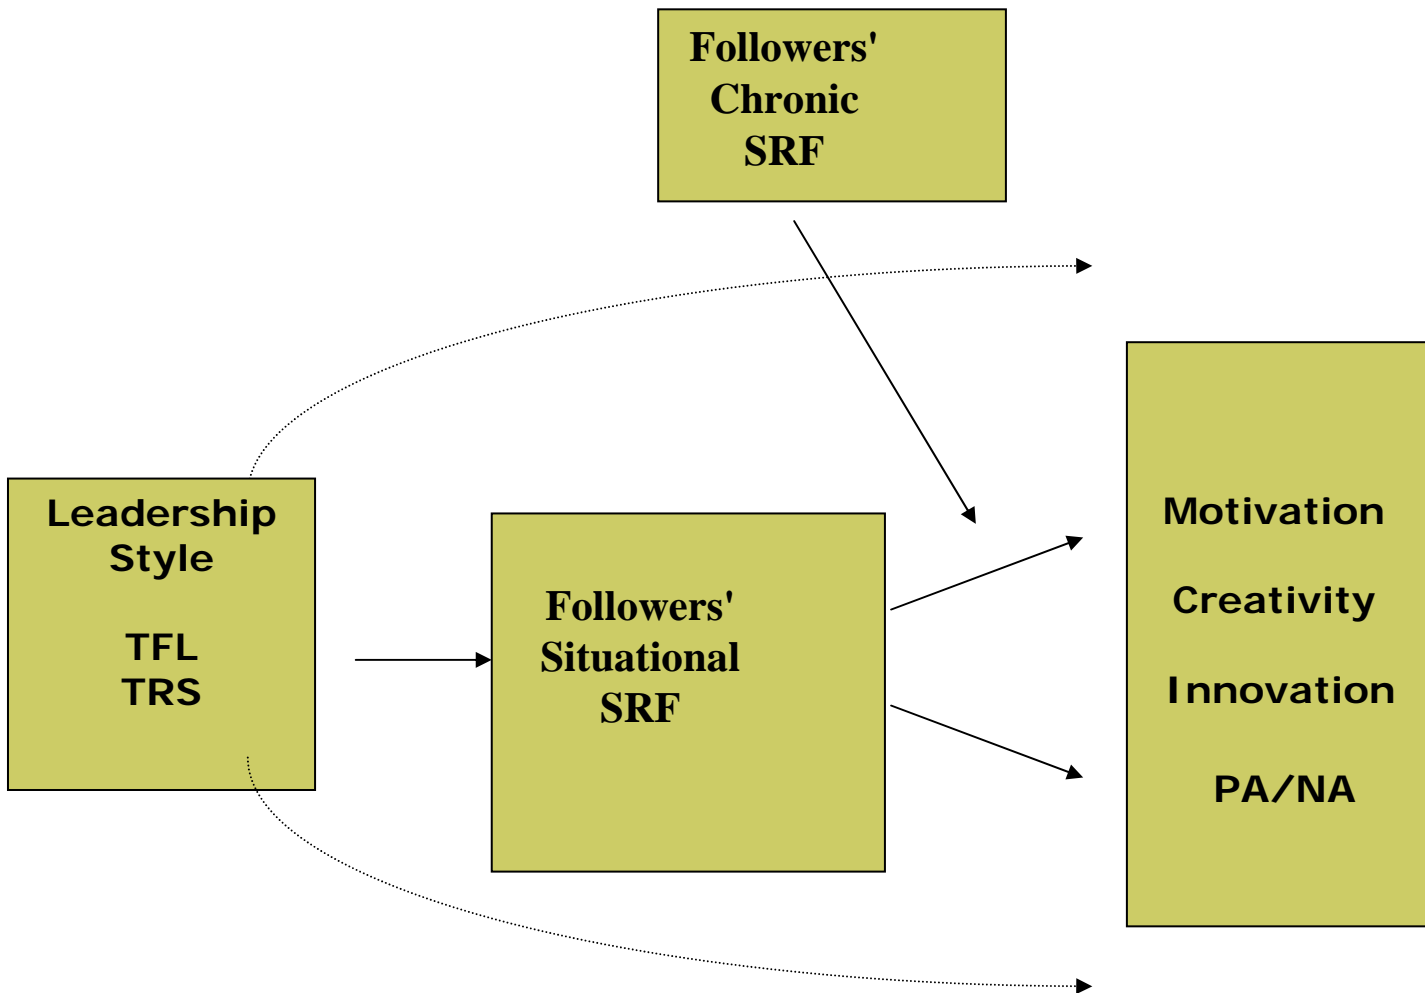 Followers'
Chronic
SRF
Leadership
Style
TFL
TRS
Followers'
Situational
SRF
Motivation
Creativity
Innovation
PA/NA